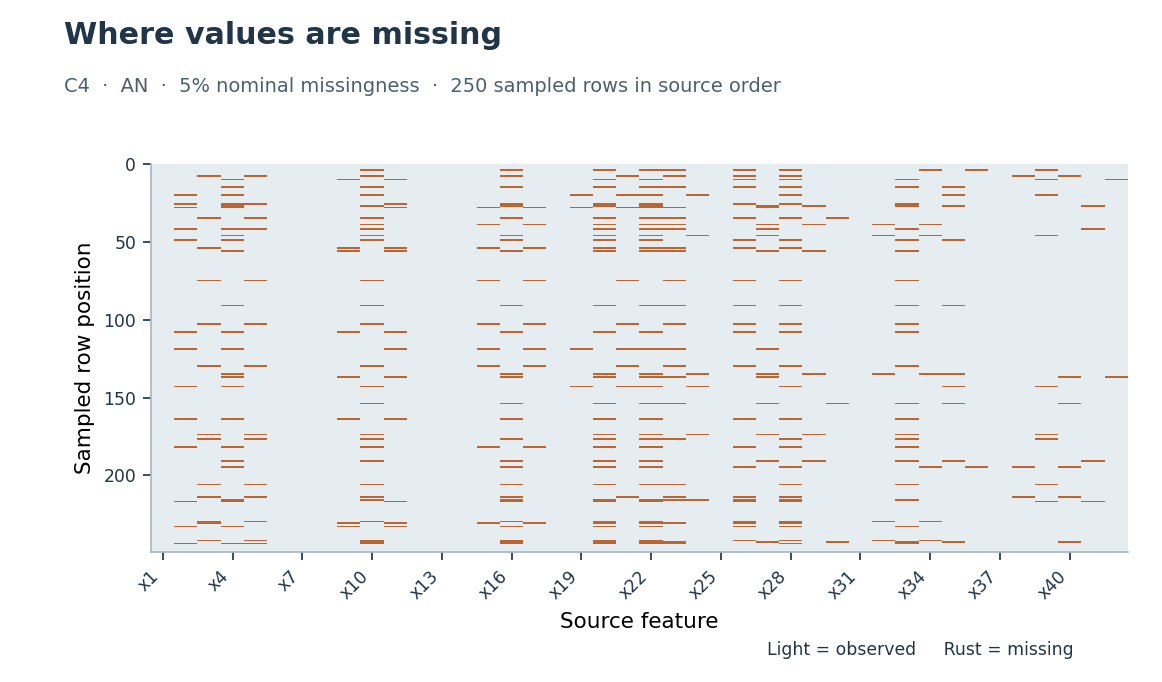 Where values are missing
C4 · AN · 5% nominal missingness · 250 sampled rows in source order
0
50
100
150
200
Sampled row position
x1 x4 x7 x10 x13 x16 x19 x22 x25 x28 x31 x34 x37 x40
Source feature
Light = observed Rust = missing